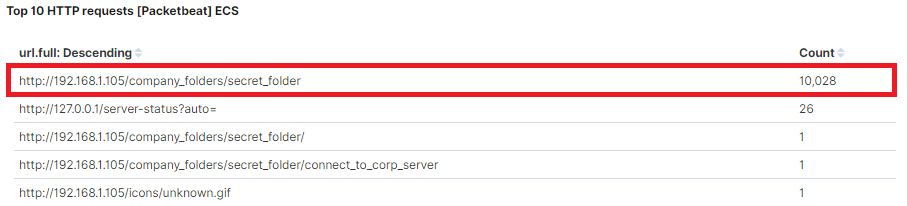 Top 10 HTTP requests [Packetbeat] ECS
url.full: Descending Count
http://192.168.1.105/company_folders/secret_folder 10,028
http://127.0.0.1/server-status?auto= 26
http://192.168.1.105/company_folders/secret_folder/ 1
http://192.168.1.105/company_folders/secret_folder/connect_to_corp_server 1
http://192.168.1.105/icons/unknown.gif 1